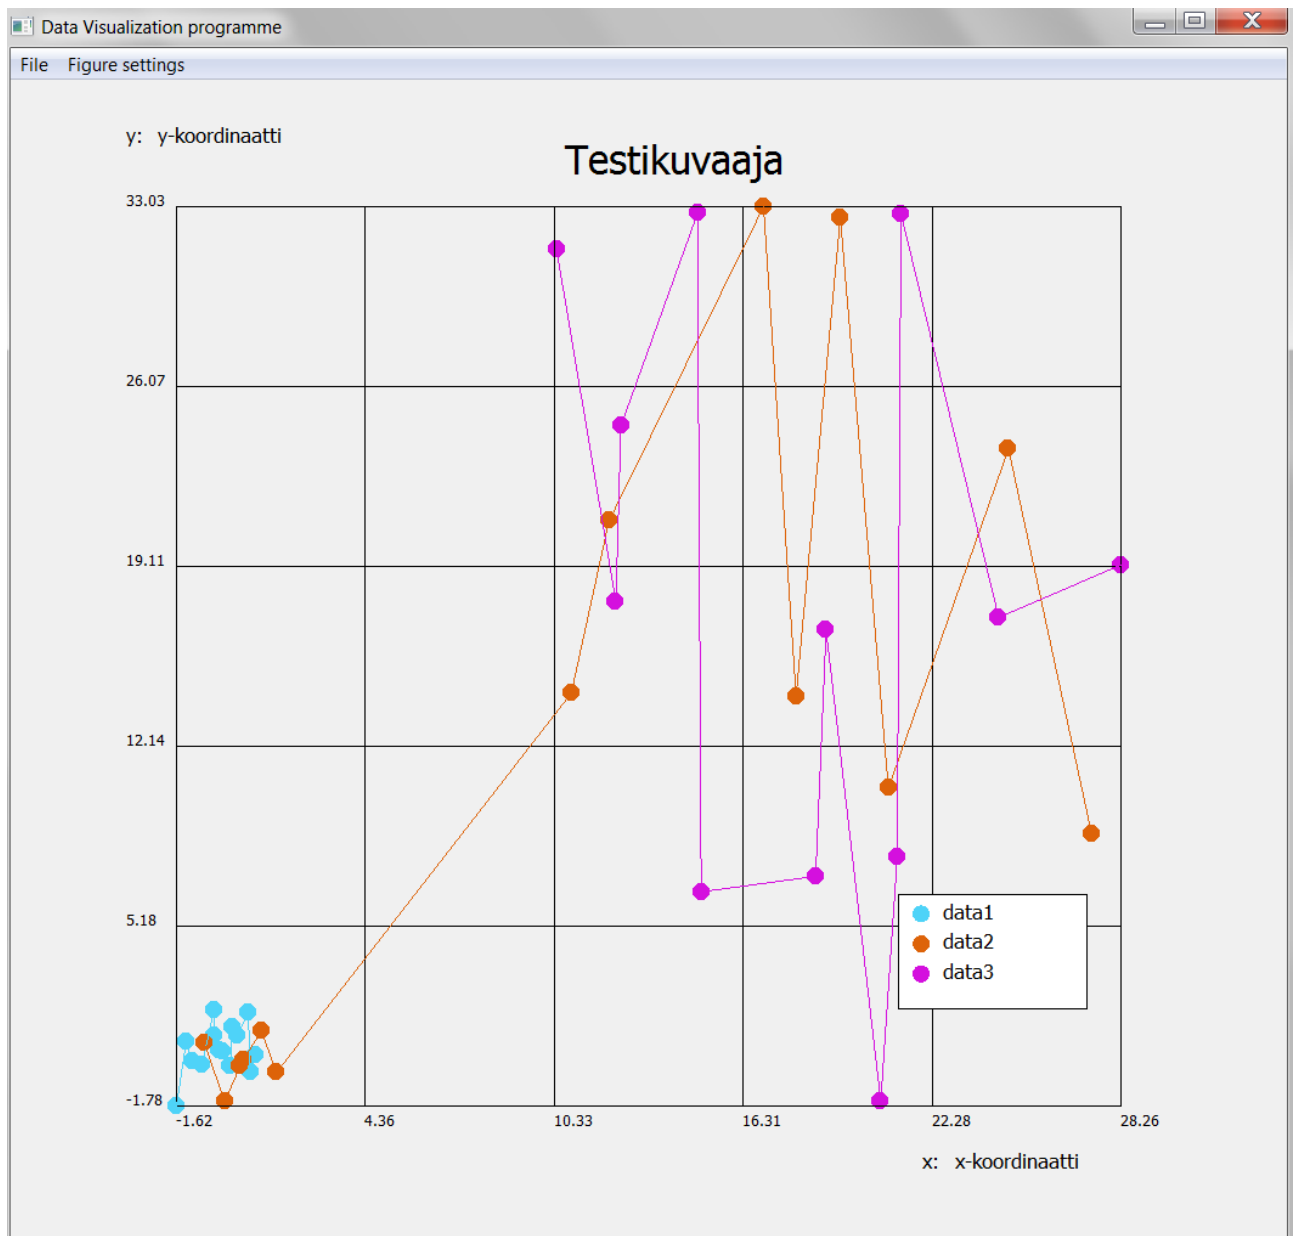 Data Visualization programme
File Figure settings
y: y-koordinaatti
Testikuvaaja
33.03
26.07
19.11
12.14
5.18
-1.78
data1
data2
data3
-1.62 4.36 10.33 16.31 22.28 28.26
x: x-koordinaatti